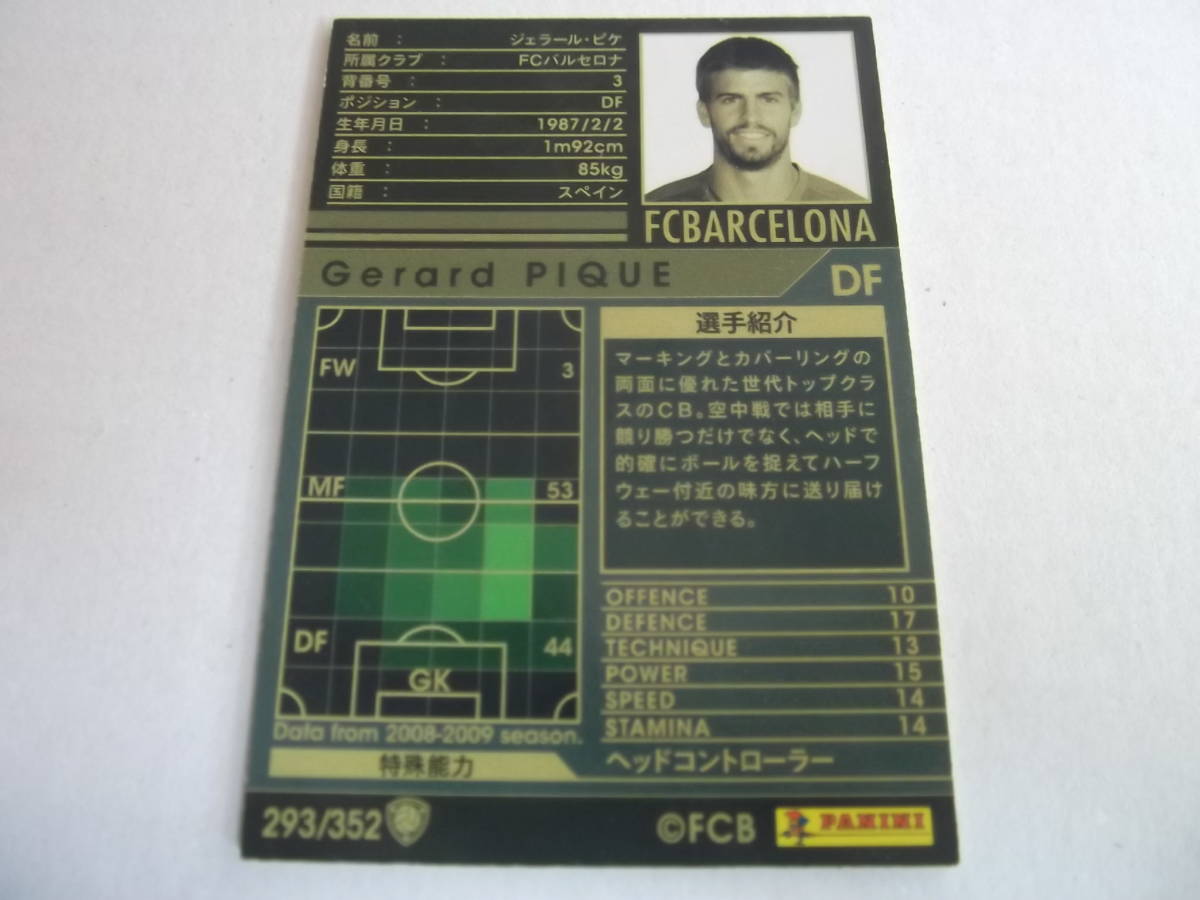 名前 : ジェラール・ピケ
所属クラブ : FCバルセロナ
背番号 : 3
ポジション : DF
生年月日 : 1987/2/2
身長 : 1m92cm
体重 : 85kg
国籍 : スペイン
FCBARCELONA
Gerard PIQUE
DF
FW 3
MF 53
DF 44
GK
Data from 2008-2009 season.
選手紹介
マーキングとカバーリングの
両面に優れた世代トップクラ
スのCB。空中戦では相手に
競り勝つだけでなく、ヘッドで
的確にボールを捉えてハーフ
ウェー付近の味方に送り届け
ることができる。
OFFENCE 10
DEFENCE 17
TECHNIQUE 13
POWER 15
SPEED 14
STAMINA 14
特殊能力 ヘッドコントローラー
293/352
©FCB
PANINI